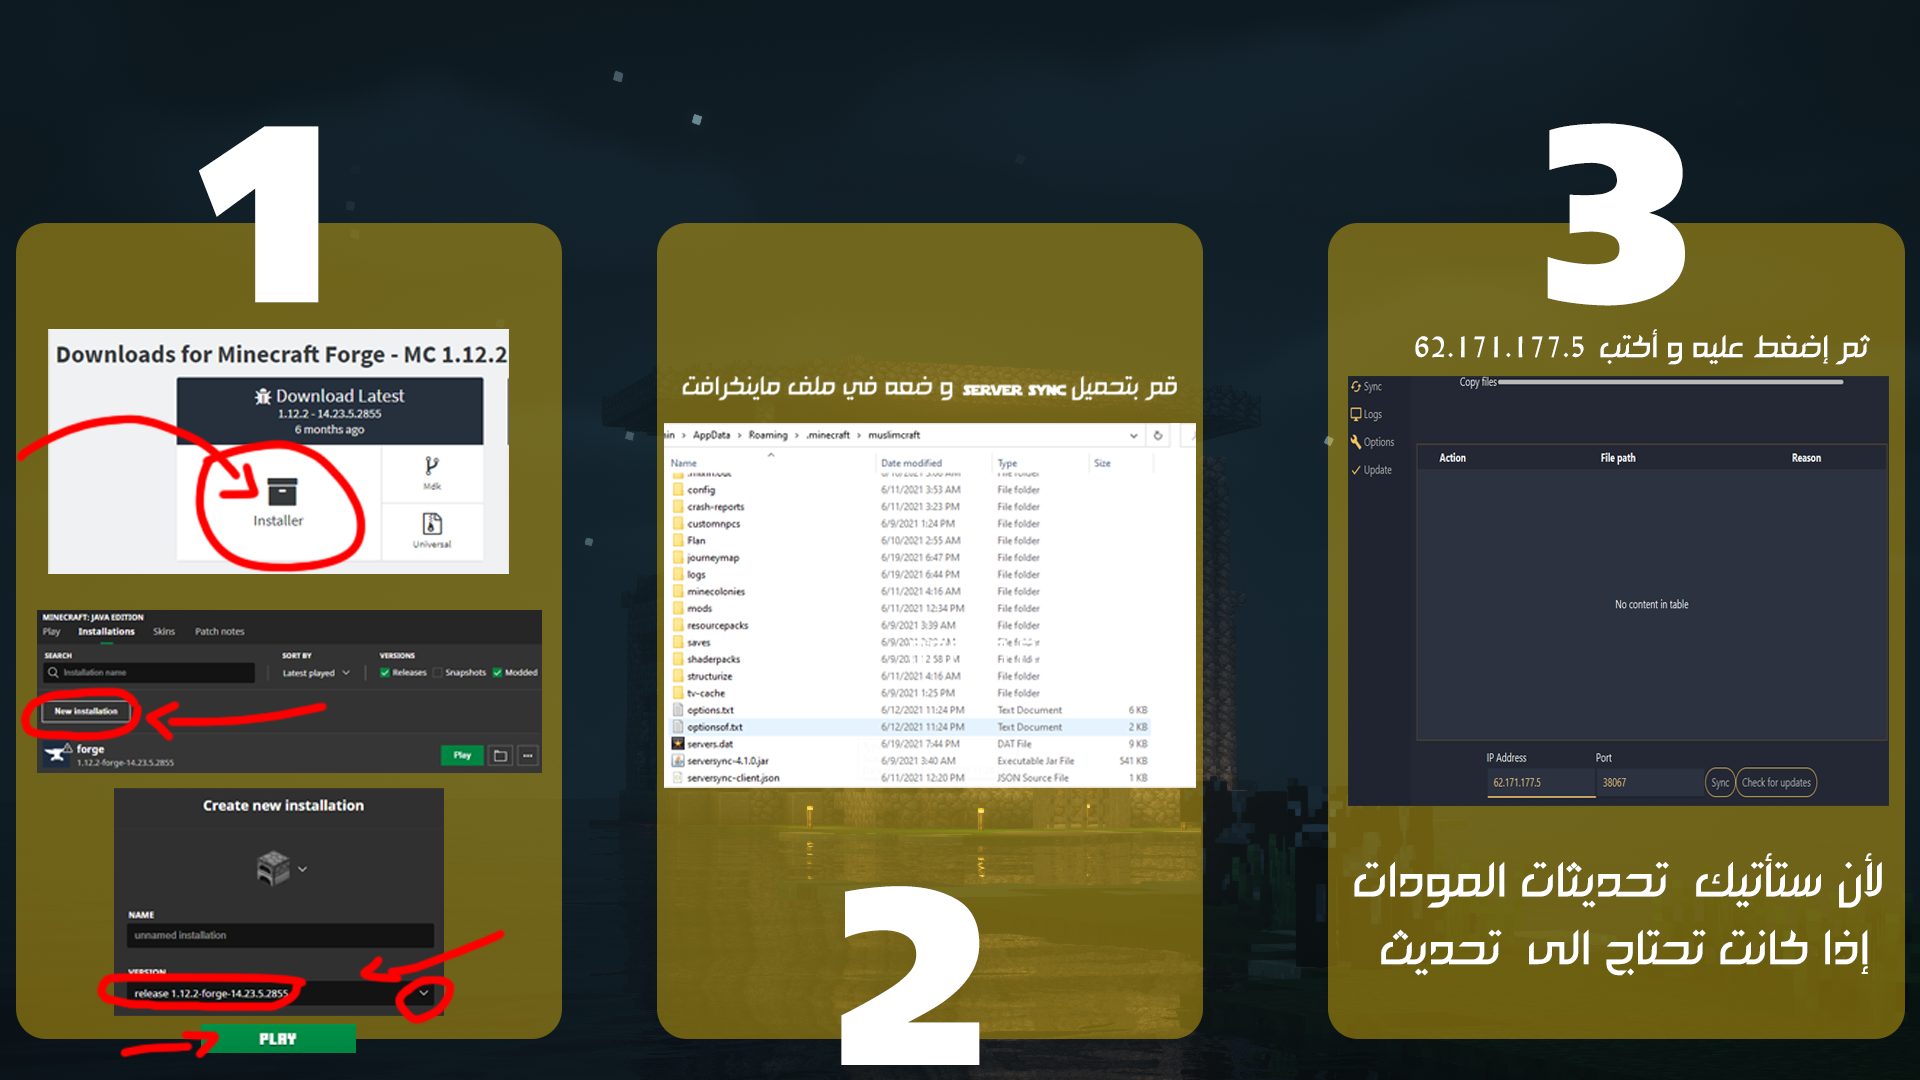 1
Downloads for Minecraft Forge - MC 1.12.2
Download Latest
1.12.2 - 14.23.5.2855
6 months ago
Installer
Mdk
Universal
MINECRAFT: JAVA EDITION
Play Installations Skins Patch notes
SEARCH SORT BY VERSIONS
Installation name Latest played Releases Snapshots Modded
New installation
forge
1.12.2-forge-14.23.5.2855
Play
Create new installation
NAME
unnamed installation
VERSION
release 1.12.2-forge-14.23.5.2855
PLAY
قم بتحميل SERVER SYNC و ضعه في ملف ماينكرافت
AppData > Roaming > .minecraft > muslimcraft
Name Date modified Type Size
config 6/11/2021 3:53 AM File folder
crash-reports 6/11/2021 3:23 PM File folder
customnpcs 6/9/2021 1:24 PM File folder
Flan 6/10/2021 2:55 AM File folder
journeymap 6/19/2021 6:47 PM File folder
logs 6/19/2021 6:44 PM File folder
minecolonies 6/11/2021 4:16 AM File folder
mods 6/11/2021 12:34 PM File folder
resourcepacks 6/9/2021 3:39 AM File folder
saves
shaderpacks
structurize 6/11/2021 4:16 AM File folder
tv-cache 6/9/2021 1:25 PM File folder
options.txt 6/12/2021 11:24 PM Text Document 6 KB
optionsof.txt 6/12/2021 11:24 PM Text Document 2 KB
servers.dat 6/19/2021 7:44 PM DAT File 9 KB
serversync-4.1.0.jar 6/9/2021 3:40 AM Executable Jar File 541 KB
serversync-client.json 6/11/2021 12:20 PM JSON Source File 1 KB
2
3
ثم إضغط عليه و أكتب 62.171.177.5
Sync
Logs
Options
Update
Copy files
Action File path Reason
No content in table
IP Address Port
62.171.177.5 38067 Sync Check for updates
لأن ستأتيك تحديثات المودات
إذا كانت تحتاج الى تحديث